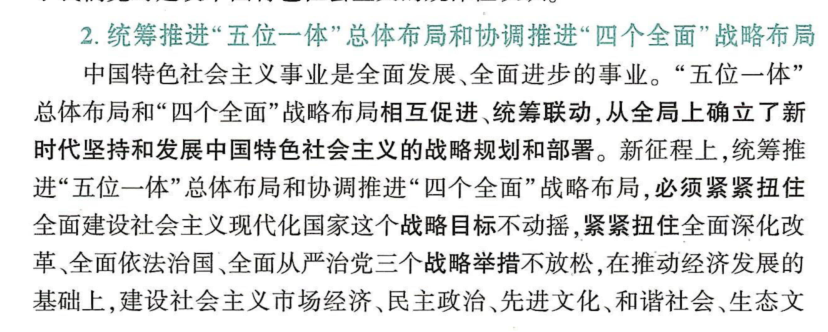 2. 统筹推进“五位一体”总体布局和协调推进“四个全面”战略布局
中国特色社会主义事业是全面发展、全面进步的事业。“五位一体”
总体布局和“四个全面”战略布局相互促进、统筹联动,从全局上确立了新
时代坚持和发展中国特色社会主义的战略规划和部署。新征程上,统筹推
进“五位一体”总体布局和协调推进“四个全面”战略布局,必须紧紧扭住
全面建设社会主义现代化国家这个战略目标不动摇,紧紧扭住全面深化改
革、全面依法治国、全面从严治党三个战略举措不放松,在推动经济发展的
基础上,建设社会主义市场经济、民主政治、先进文化、和谐社会、生态文